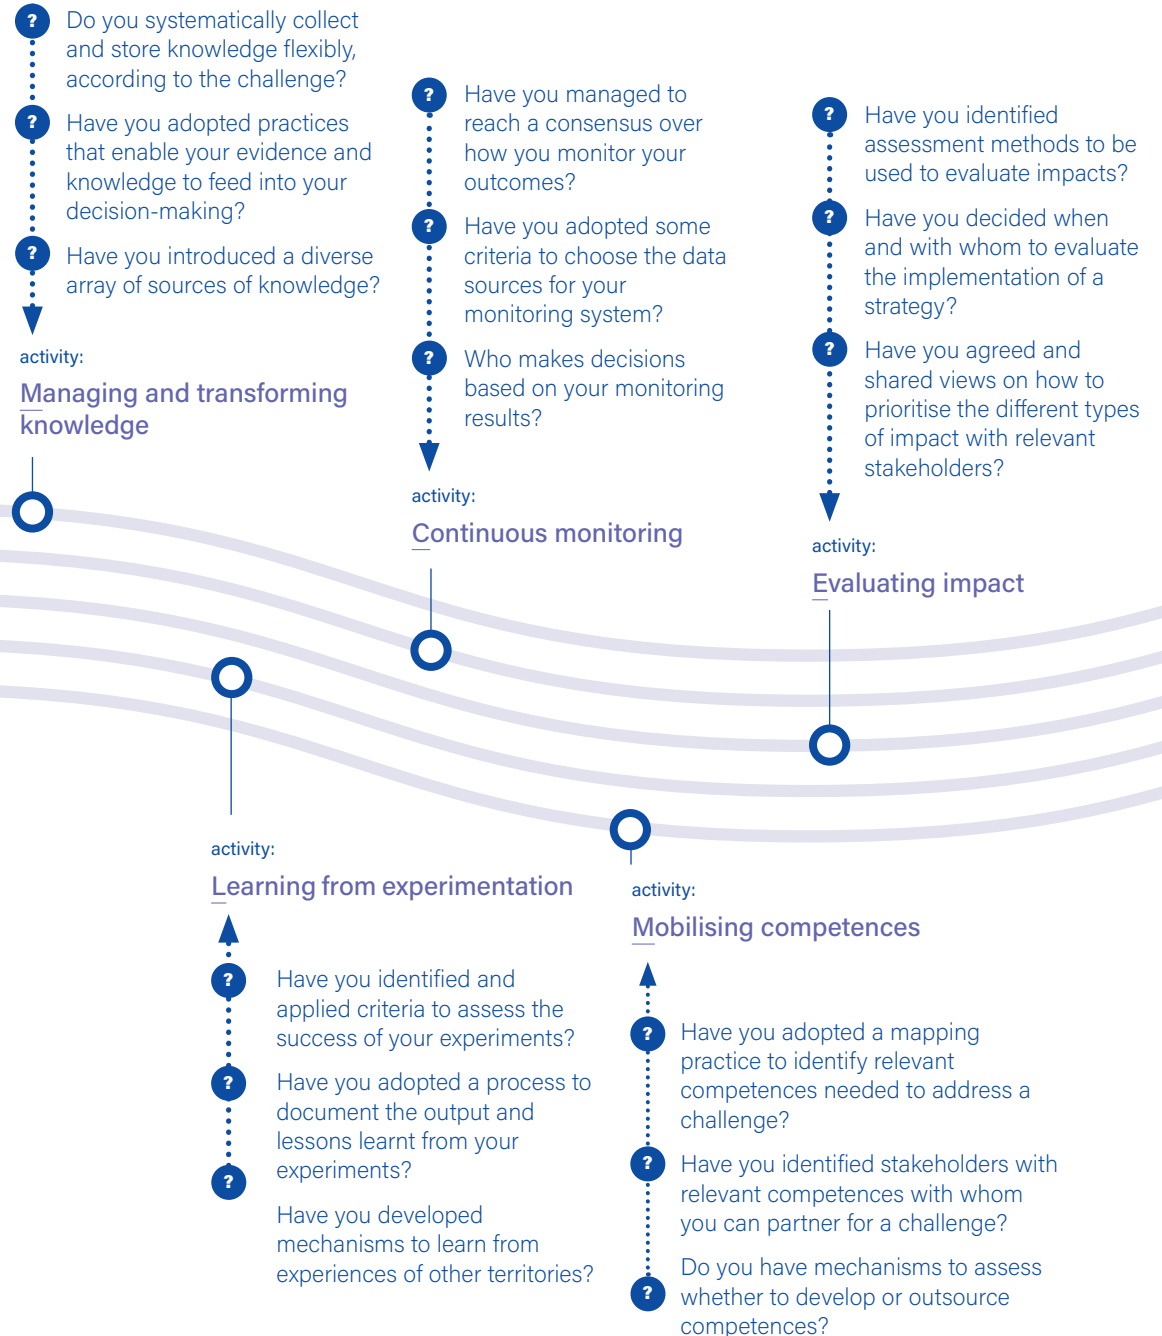 ? Do you systematically collect
and store knowledge flexibly,
according to the challenge?
? Have you adopted practices
that enable your evidence and
knowledge to feed into your
decision-making?
? Have you introduced a diverse
array of sources of knowledge?
activity:
Managing and transforming
knowledge
? Have you managed to
reach a consensus over
how you monitor your
outcomes?
? Have you adopted some
criteria to choose the data
sources for your
monitoring system?
? Who makes decisions
based on your monitoring
results?
activity:
Continuous monitoring
? Have you identified
assessment methods to be
used to evaluate impacts?
? Have you decided when
and with whom to evaluate
the implementation of a
strategy?
? Have you agreed and
shared views on how to
prioritise the different types
of impact with relevant
stakeholders?
activity:
Evaluating impact
activity:
Learning from experimentation
? Have you identified and
applied criteria to assess the
success of your experiments?
? Have you adopted a process to
document the output and
lessons learnt from your
experiments?
? Have you developed
mechanisms to learn from
experiences of other territories?
activity:
Mobilising competences
? Have you adopted a mapping
practice to identify relevant
competences needed to address a
challenge?
? Have you identified stakeholders with
relevant competences with whom
you can partner for a challenge?
? Do you have mechanisms to assess
whether to develop or outsource
competences?